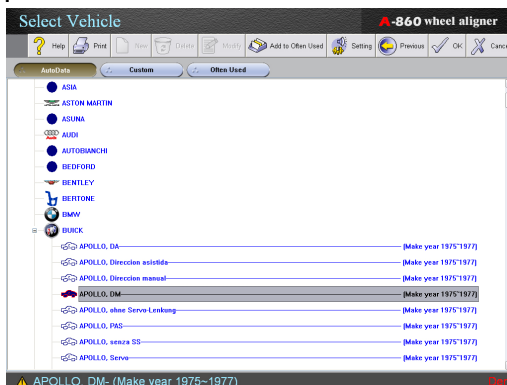 Select Vehicle A-860 wheel aligner
Help Print New Delete Modify Add to Often Used Setting Previous OK Cance
AutoData Custom Often Used
ASIA
ASTON MARTIN
ASUNA
AUDI
AUTOBIANCHI
BEDFORD
BENTLEY
BERTONE
BMW
BUICK
APOLLO, DA (Make year 1975~1977)
APOLLO, Direccion asistida (Make year 1975~1977)
APOLLO, Direccion manual (Make year 1975~1977)
APOLLO, DM (Make year 1975~1977)
APOLLO, ohne Servo-Lenkung (Make year 1975~1977)
APOLLO, PAS (Make year 1975~1977)
APOLLO, senza SS (Make year 1975~1977)
APOLLO, Servo (Make year 1975~1977)
APOLLO, DM- (Make year 1975~1977)